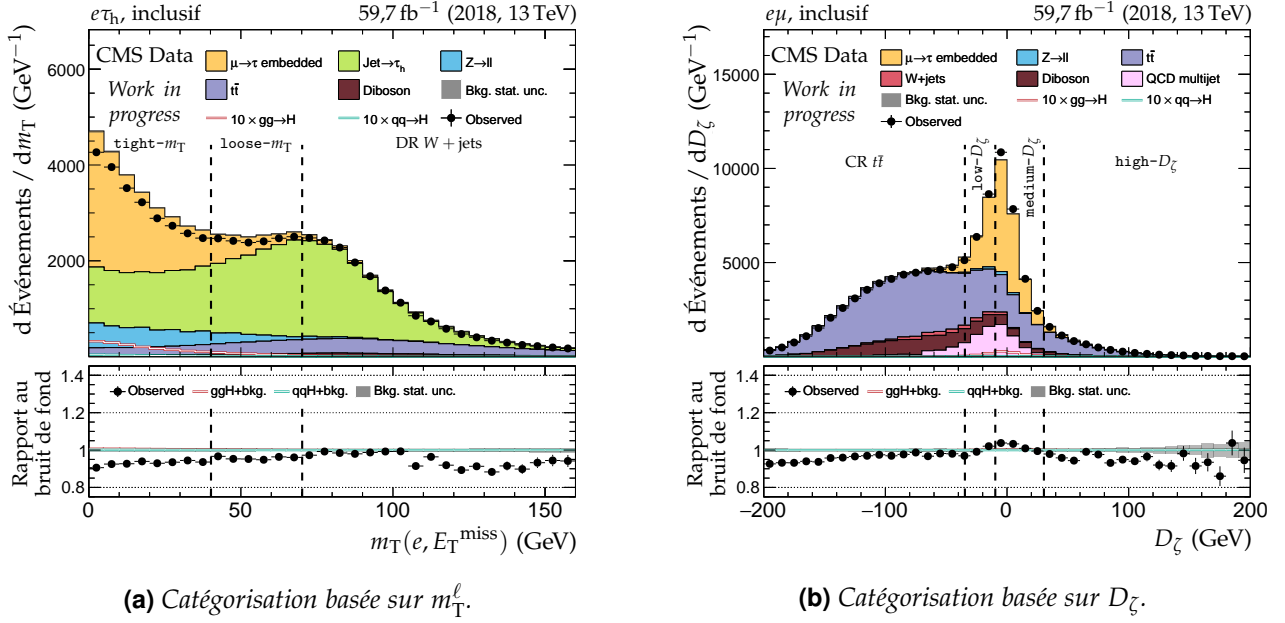 eτh, inclusif 59,7 fb−1 (2018, 13 TeV)
CMS Data
Work in progress
μ→τ embedded Jet→τh Z→ll
tt̄ Diboson Bkg. stat. unc.
10×gg→H 10×qq→H Observed
tight-mT loose-mT DR W + jets
d Événements / dmT (GeV−1)
6000
4000
2000
Observed ggH+bkg. qqH+bkg. Bkg. stat. unc.
Rapport au
bruit de fond
1.4
1.2
1
0.8
0 50 100 150
mT(e, ETmiss) (GeV)
(a) Catégorisation basée sur mTℓ.
eμ, inclusif 59,7 fb−1 (2018, 13 TeV)
CMS Data
Work in progress
μ→τ embedded Z→ll tt̄
W+jets Diboson QCD multijet
Bkg. stat. unc. 10×gg→H 10×qq→H
Observed
CR tt̄ low-Dζ medium-Dζ high-Dζ
d Événements / dDζ (GeV−1)
15000
10000
5000
Observed ggH+bkg. qqH+bkg. Bkg. stat. unc.
Rapport au
bruit de fond
1.4
1.2
1
0.8
−200 −100 0 100 200
Dζ (GeV)
(b) Catégorisation basée sur Dζ.